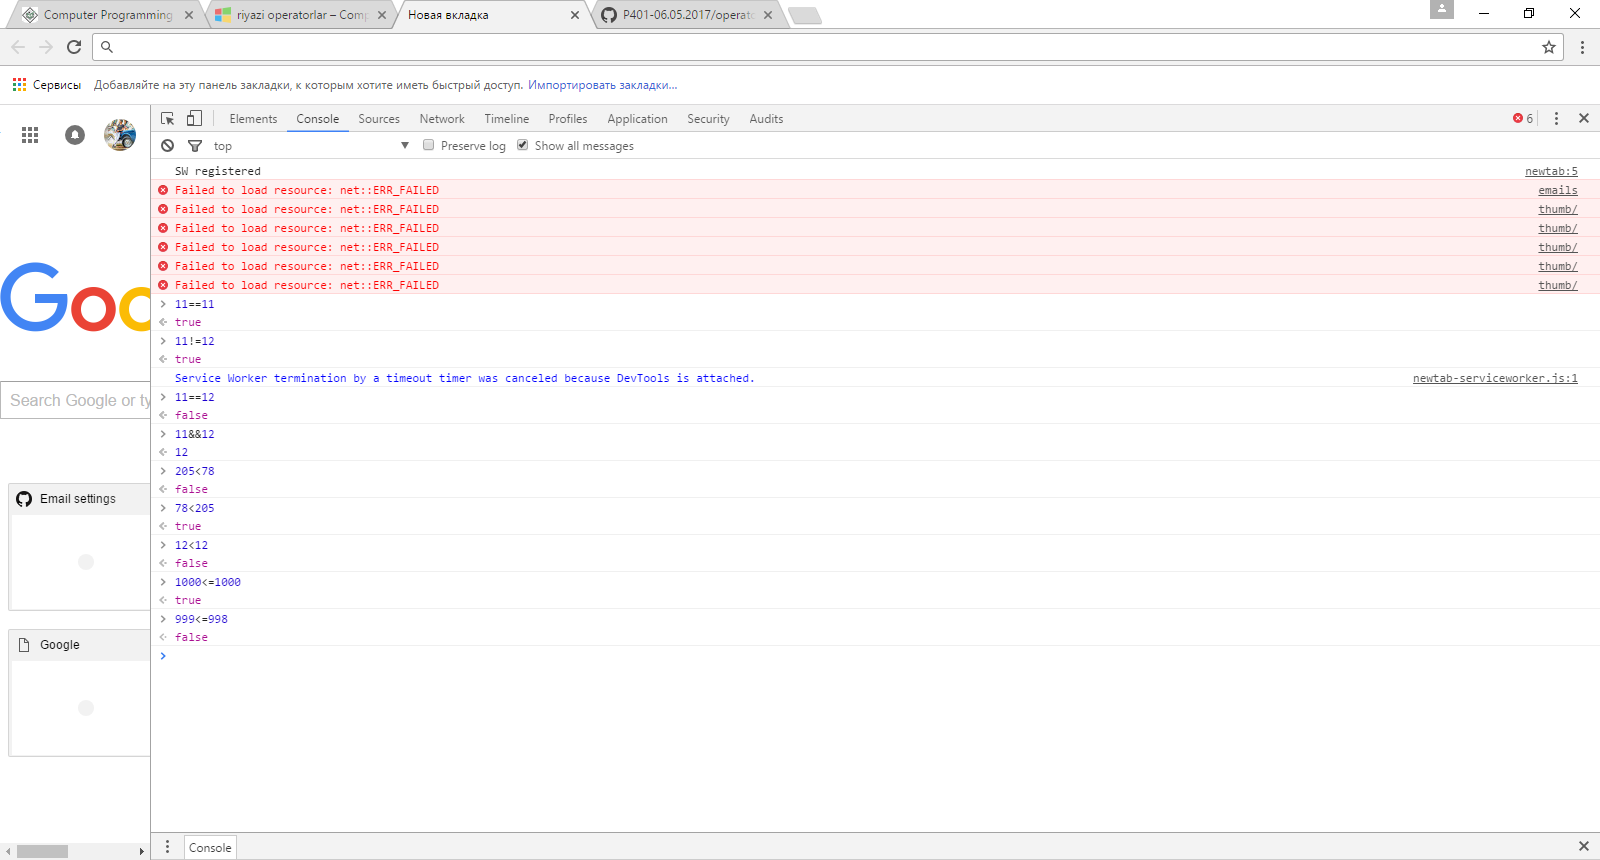 Computer Programming
riyazi operatorlar – Comp
Новая вкладка
P401-06.05.2017/operato
Сервисы
Добавляйте на эту панель закладки, к которым хотите иметь быстрый доступ. Импортировать закладки...
Elements Console Sources Network Timeline Profiles Application Security Audits 6
top Preserve log Show all messages
SW registered newtab:5
Failed to load resource: net::ERR_FAILED emails
Failed to load resource: net::ERR_FAILED thumb/
Failed to load resource: net::ERR_FAILED thumb/
Failed to load resource: net::ERR_FAILED thumb/
Failed to load resource: net::ERR_FAILED thumb/
Failed to load resource: net::ERR_FAILED thumb/
11==11
true
11!=12
true
Service Worker termination by a timeout timer was canceled because DevTools is attached. newtab-serviceworker.js:1
11==12
false
11&&12
12
205<78
false
78<205
true
12<12
false
1000<=1000
true
999<=998
false
Goo
Search Google or ty
Email settings
Google
Console